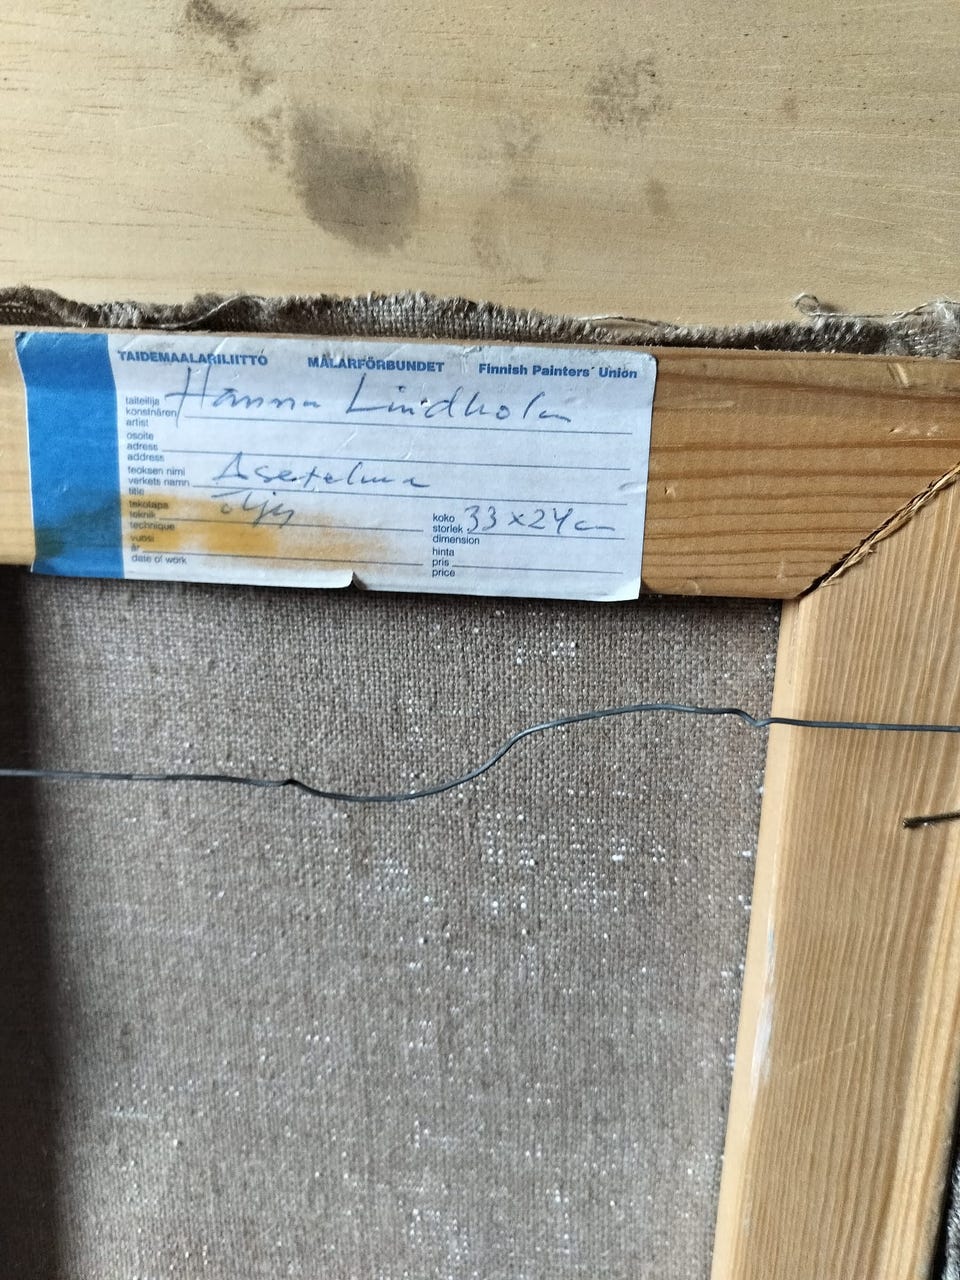 TAIDEMAALARILIITTO MÅLARFÖRBUNDET Finnish Painters´ Union
taiteilija
konstnären
artist
Hanna Lindholm
osoite
adress
address
teoksen nimi
verkets namn
title
Asetelma
tekotapa
teknik
technique
öljy
koko
storlek
dimension
33 x 24 cm
vuosi
år
date of work
hinta
pris
price